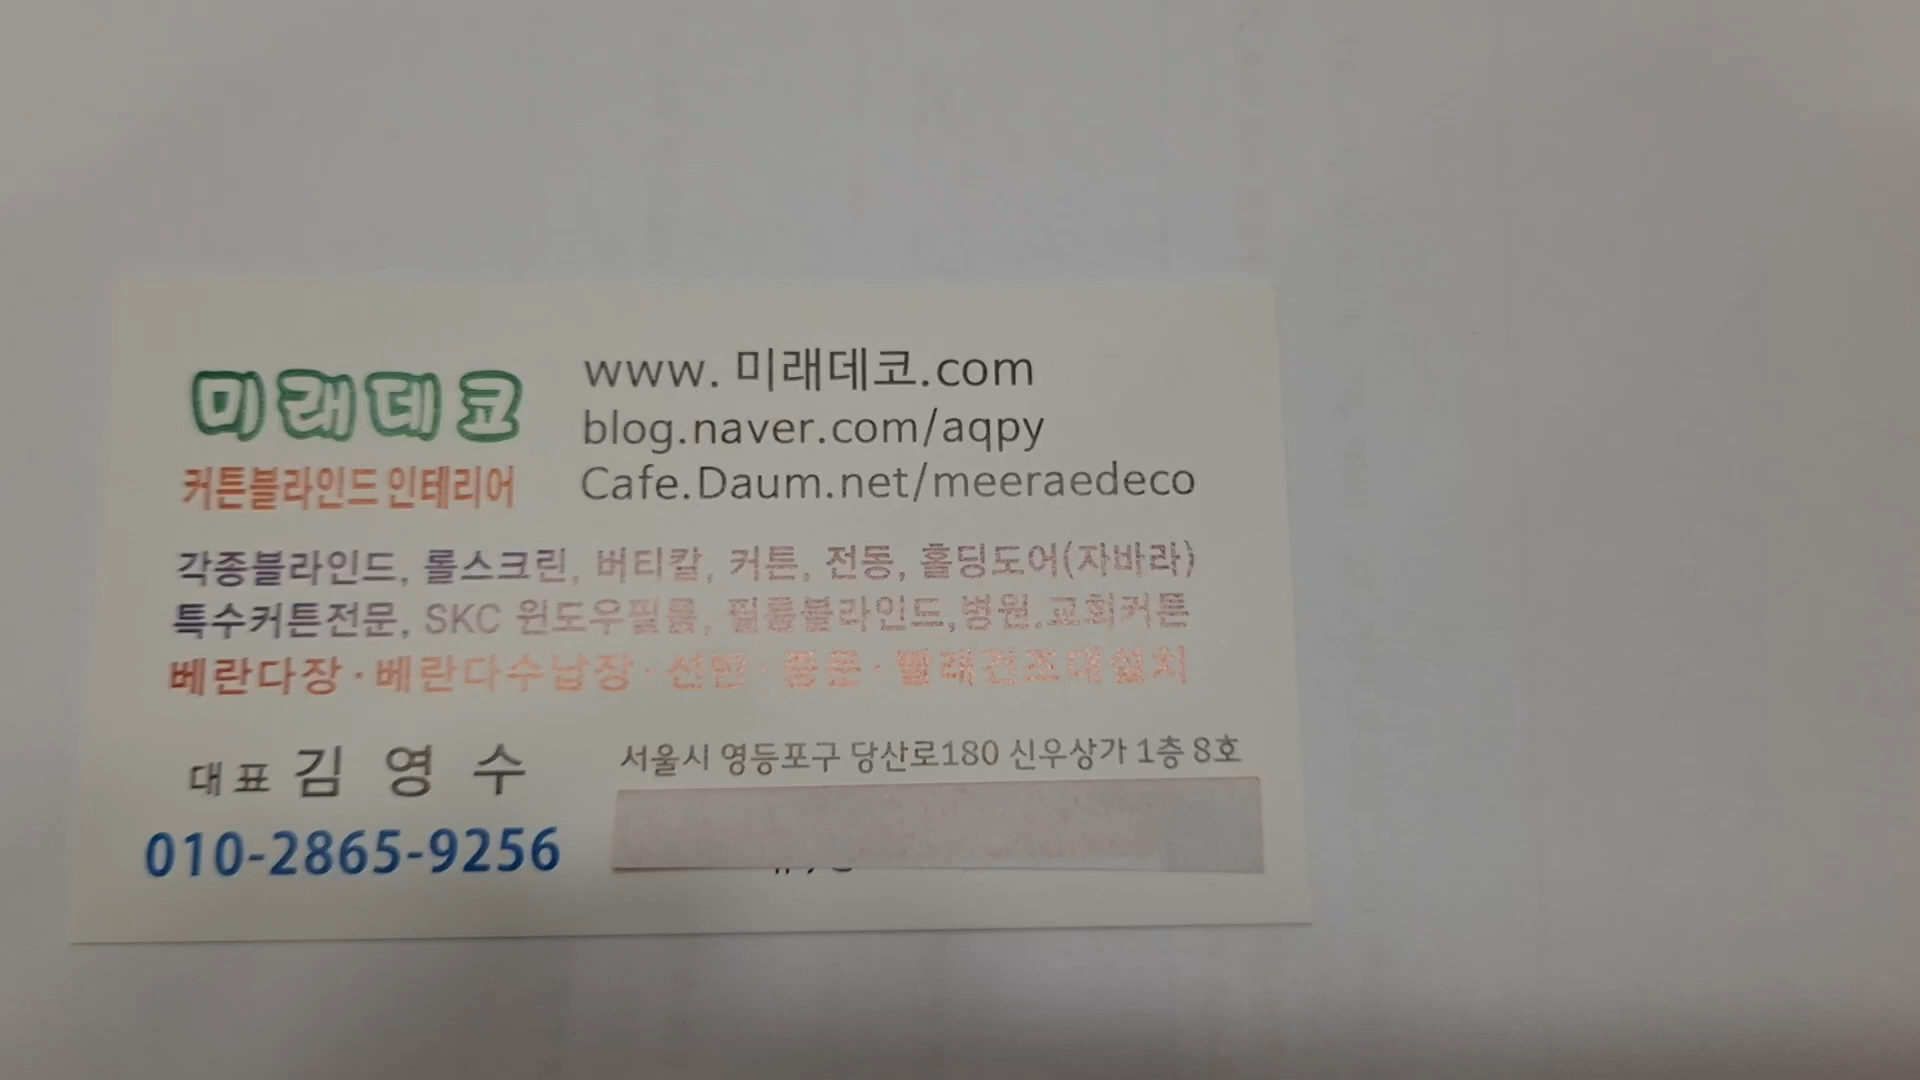 미래데코
커튼블라인드 인테리어
www. 미래데코.com
blog.naver.com/aqpy
Cafe.Daum.net/meeraedeco
각종블라인드, 롤스크린, 버티칼, 커튼, 전동, 홀딩도어(자바라)
특수커튼전문, SKC 윈도우필름, 필름블라인드,병원,교회커튼
베란다장·베란다수납장·선반·중문·빨래건조대설치
대표 김 영 수
010-2865-9256
서울시 영등포구 당산로180 신우상가 1층 8호